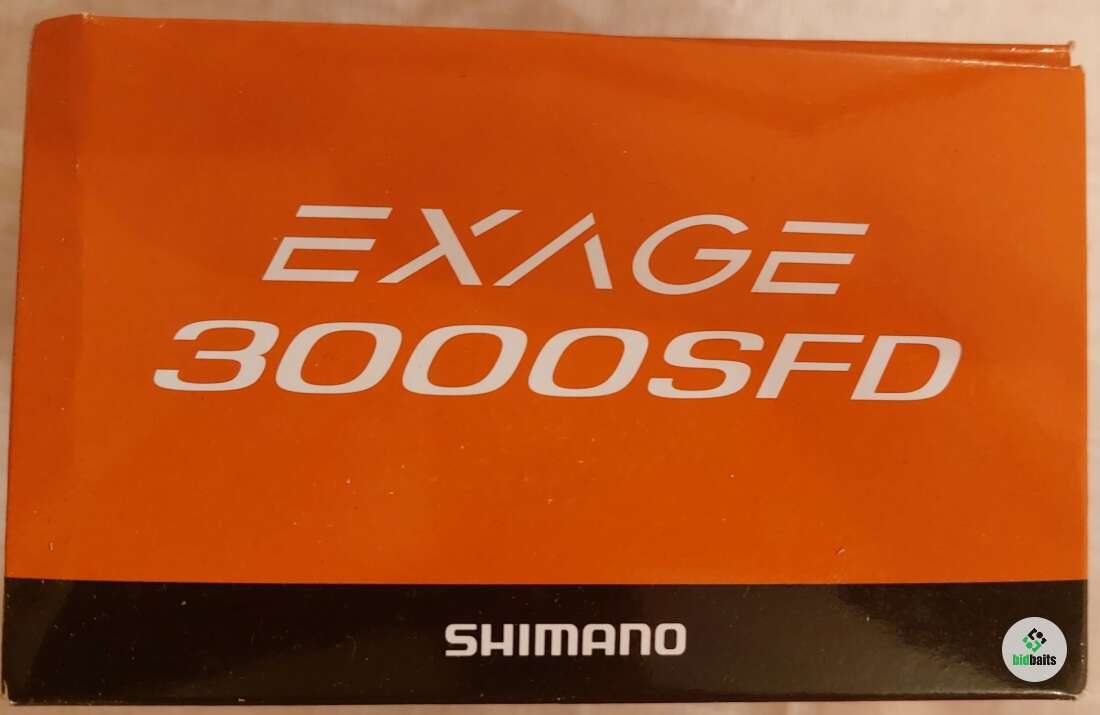 EXAGE
3000SFD
SHIMANO
bidbaits